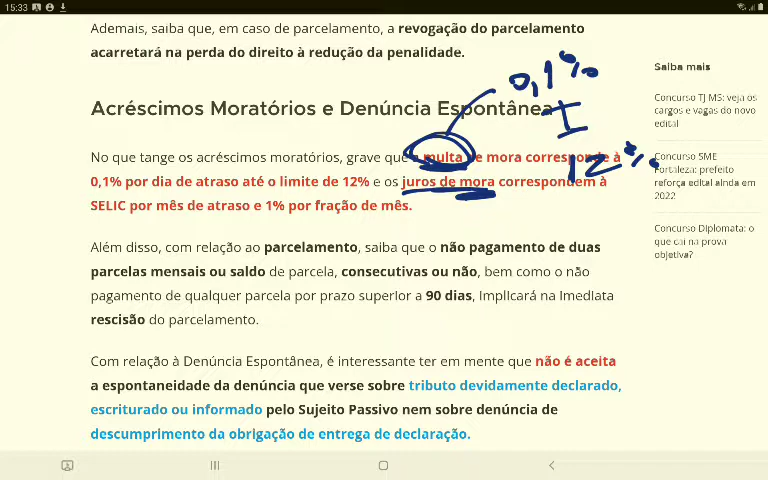 15:33
Ademais, saiba que, em caso de parcelamento, a revogação do parcelamento
acarretará na perda do direito à redução da penalidade.
Acréscimos Moratórios e Denúncia Espontânea
0,1%
12%
No que tange os acréscimos moratórios, grave que a multa de mora corresponde à
0,1% por dia de atraso até o limite de 12% e os juros de mora correspondem à
SELIC por mês de atraso e 1% por fração de mês.
Além disso, com relação ao parcelamento, saiba que o não pagamento de duas
parcelas mensais ou saldo de parcela, consecutivas ou não, bem como o não
pagamento de qualquer parcela por prazo superior a 90 dias, implicará na imediata
rescisão do parcelamento.
Com relação à Denúncia Espontânea, é interessante ter em mente que não é aceita
a espontaneidade da denúncia que verse sobre tributo devidamente declarado,
escriturado ou informado pelo Sujeito Passivo nem sobre denúncia de
descumprimento da obrigação de entrega de declaração.
Saiba mais
Concurso TJ MS: veja os
cargos e vagas do novo
edital
Concurso SME
Fortaleza: prefeito
reforça edital ainda em
2022
Concurso Diplomata: o
que cai na prova
objetiva?